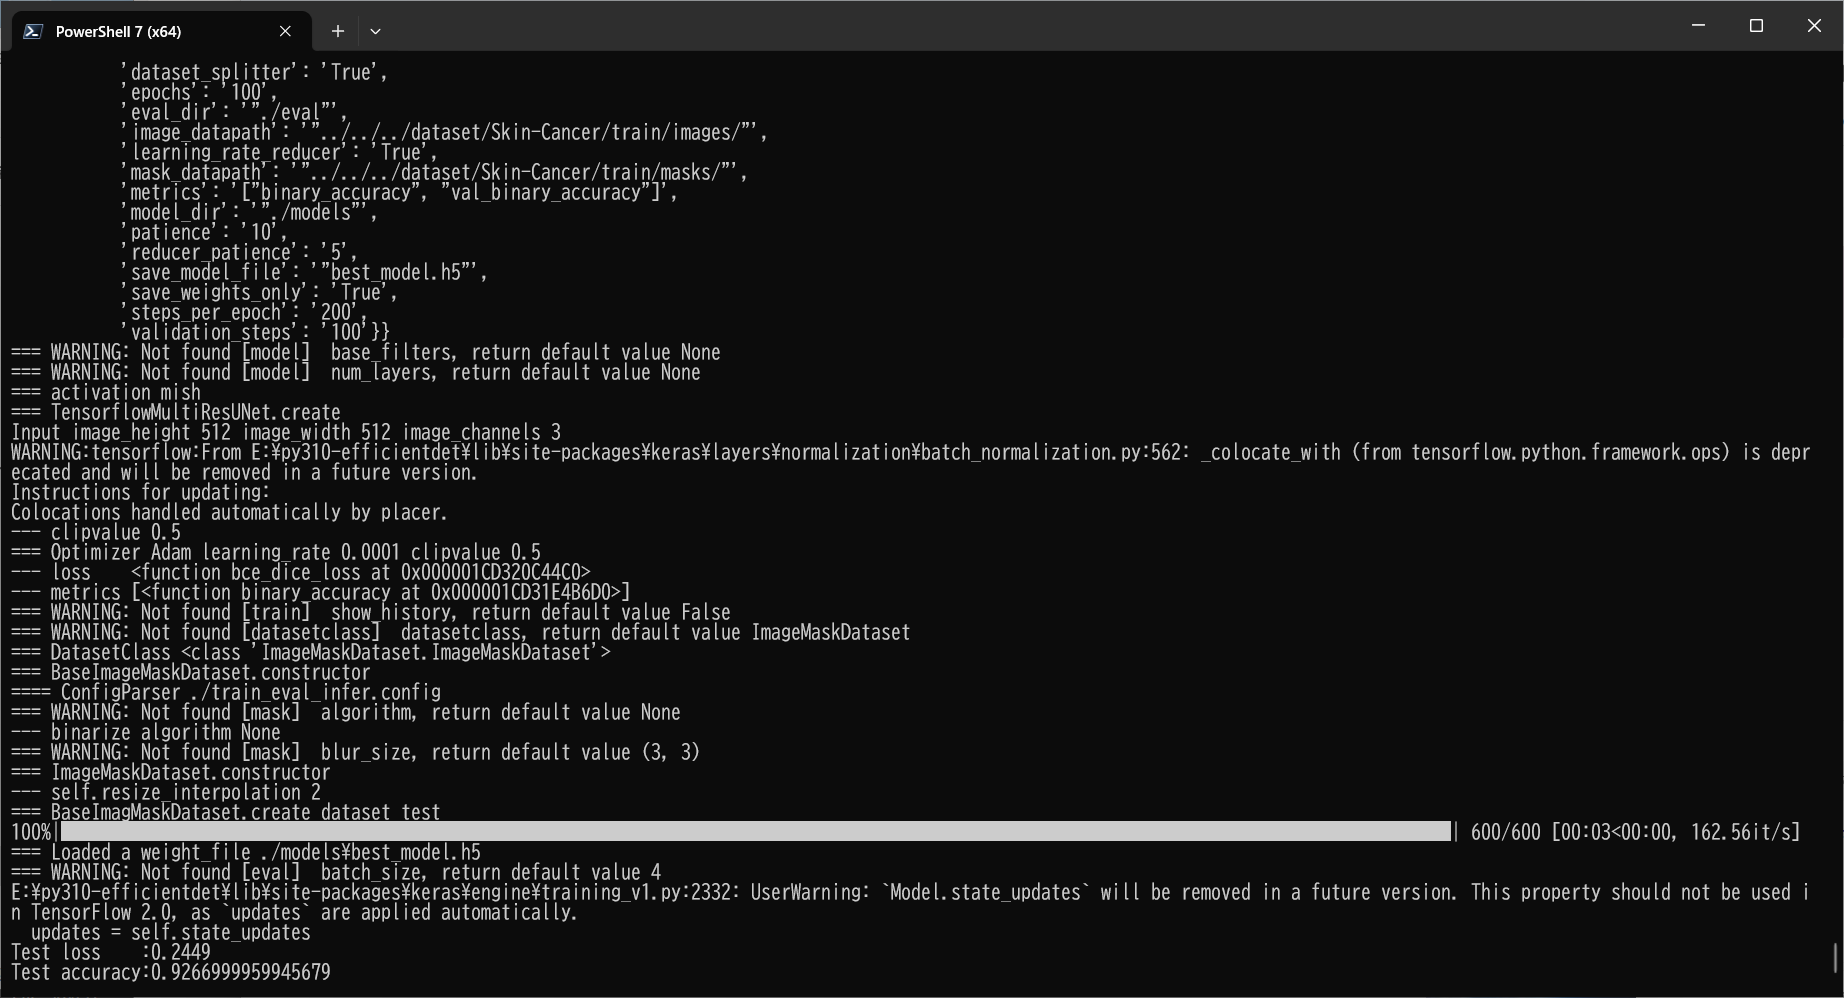 PowerShell 7 (x64)
'dataset_splitter': 'True',
'epochs': '100',
'eval_dir': '"./eval"',
'image_datapath': '"../../../dataset/Skin-Cancer/train/images/"',
'learning_rate_reducer': 'True',
'mask_datapath': '"../../../dataset/Skin-Cancer/train/masks/"',
'metrics': '["binary_accuracy", "val_binary_accuracy"]',
'model_dir': '"./models"',
'patience': '10',
'reducer_patience': '5',
'save_model_file': '"best_model.h5"',
'save_weights_only': 'True',
'steps_per_epoch': '200',
'validation_steps': '100'}}
=== WARNING: Not found [model]  base_filters, return default value None
=== WARNING: Not found [model]  num_layers, return default value None
=== activation mish
=== TensorflowMultiResUNet.create
Input image_height 512 image_width 512 image_channels 3
WARNING:tensorflow:From E:¥py310-efficientdet¥lib¥site-packages¥keras¥layers¥normalization¥batch_normalization.py:562: _colocate_with (from tensorflow.python.framework.ops) is depr
ecated and will be removed in a future version.
Instructions for updating:
Colocations handled automatically by placer.
--- clipvalue 0.5
=== Optimizer Adam learning_rate 0.0001 clipvalue 0.5
--- loss    <function bce_dice_loss at 0x000001CD320C44C0>
--- metrics [<function binary_accuracy at 0x000001CD31E4B6D0>]
=== WARNING: Not found [train]  show_history, return default value False
=== WARNING: Not found [datasetclass]  datasetclass, return default value ImageMaskDataset
=== DatasetClass <class 'ImageMaskDataset.ImageMaskDataset'>
=== BaseImageMaskDataset.constructor
==== ConfigParser ./train_eval_infer.config
=== WARNING: Not found [mask]  algorithm, return default value None
--- binarize algorithm None
=== WARNING: Not found [mask]  blur_size, return default value (3, 3)
=== ImageMaskDataset.constructor
--- self.resize_interpolation 2
=== BaseImagMaskDataset.create dataset test
100%| | 600/600 [00:03<00:00, 162.56it/s]
=== Loaded a weight_file ./models¥best_model.h5
=== WARNING: Not found [eval]  batch_size, return default value 4
E:¥py310-efficientdet¥lib¥site-packages¥keras¥engine¥training_v1.py:2332: UserWarning: `Model.state_updates` will be removed in a future version. This property should not be used i
n TensorFlow 2.0, as `updates` are applied automatically.
updates = self.state_updates
Test loss    :0.2449
Test accuracy:0.9266999959945679